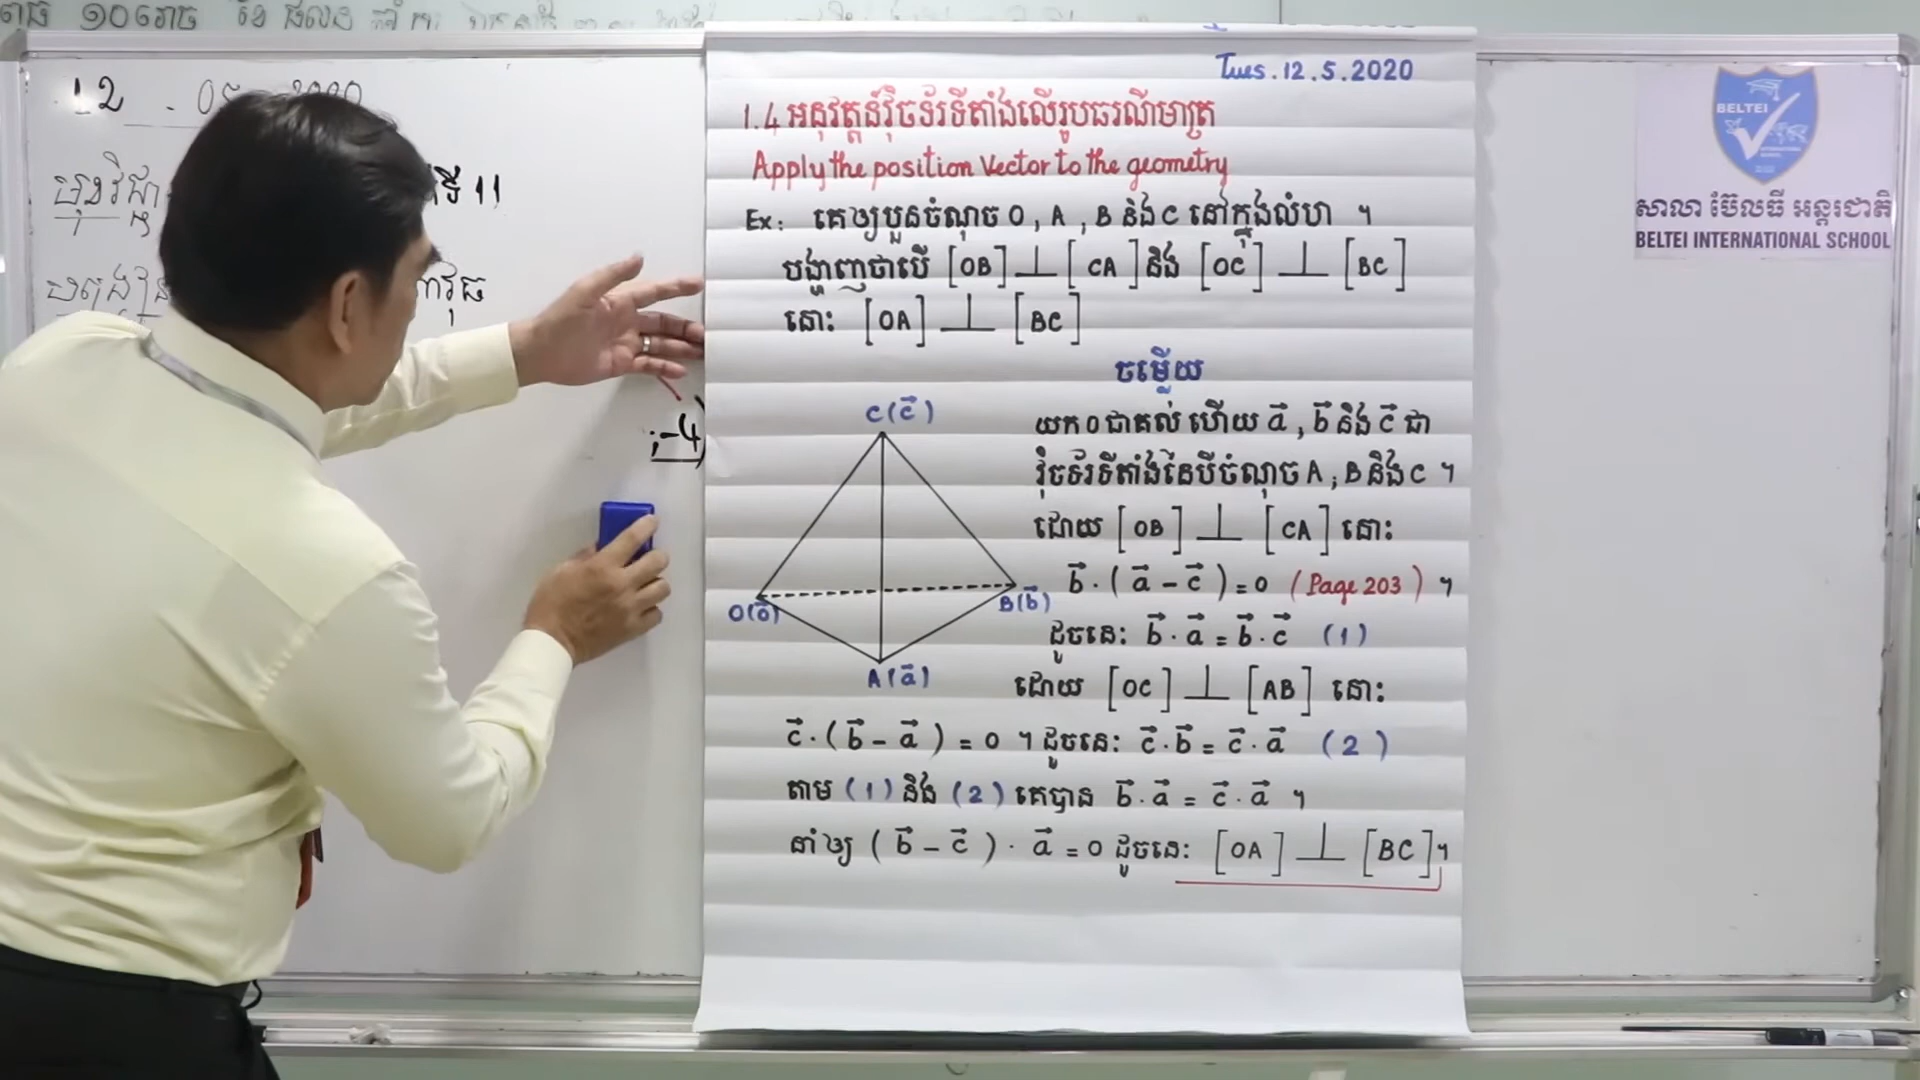 12 . 05
ទី 11
;-4)
Tues.12.5.2020
1.4 អនុវត្តន៍វ៉ិចទ័រទីតាំងលើរូបធរណីមាត្រ
Apply the position Vector to the geometry
Ex: គេឲ្យបួនចំណុច O , A , B និង C នៅក្នុងលំហ ។
បង្ហាញថាបើ [OB] ⊥ [CA] និង [OC] ⊥ [BC]
នោះ [OA] ⊥ [BC]
ចម្លើយ
យក O ជាគល់ ហើយ a⃗ , b⃗ និង c⃗ ជា
វ៉ិចទ័រទីតាំងនៃបីចំណុច A ; B និង C ។
ដោយ [OB] ⊥ [CA] នោះ
b⃗ . ( a⃗ - c⃗ ) = 0 (Page 203) ។
ដូចនេះ b⃗ . a⃗ = b⃗ . c⃗ (1)
ដោយ [OC] ⊥ [AB] នោះ
c⃗ . ( b⃗ - a⃗ ) = 0 ។ ដូចនេះ c⃗ . b⃗ = c⃗ . a⃗ (2)
តាម (1) និង (2) គេបាន b⃗ . a⃗ = c⃗ . a⃗ ។
នាំឲ្យ ( b⃗ - c⃗ ) . a⃗ = 0 ដូចនេះ [OA] ⊥ [BC] ។
C(c⃗)
O(o⃗)
B(b⃗)
A(a⃗)
BELTEI
INTERNATIONAL
SCHOOL
សាលា ប៊ែលធី អន្តរជាតិ
BELTEI INTERNATIONAL SCHOOL